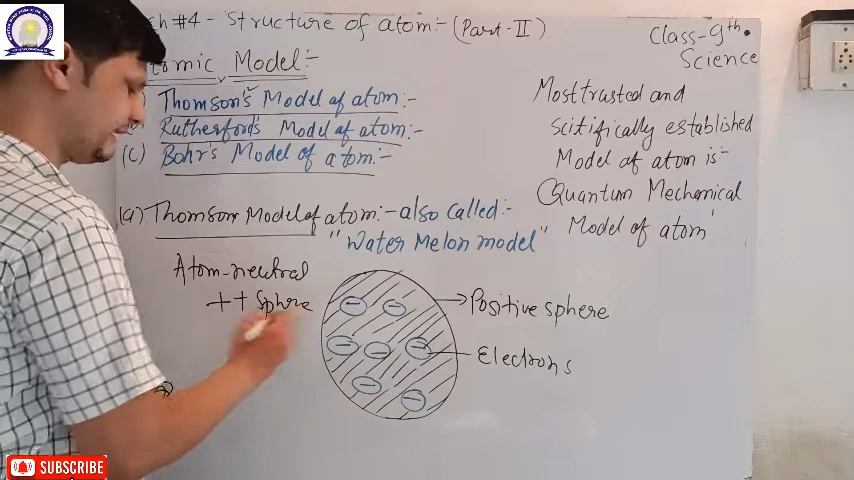 ch #4 - Structure of atom:- (Part-II)
Class-9th
Science
Atomic Model:-
Thomson's Model of atom:-
Rutherford's Model of atom:-
(C) Bohr's Model of atom:-
Most trusted and
scitifically established
Model of atom is-
Quantum Mechanical
Model of atom
(a) Thomson Model of atom:- also called:-
"Water Melon model"
Atom-neutral
++ Sphere
Positive sphere
Electrons
SUBSCRIBE